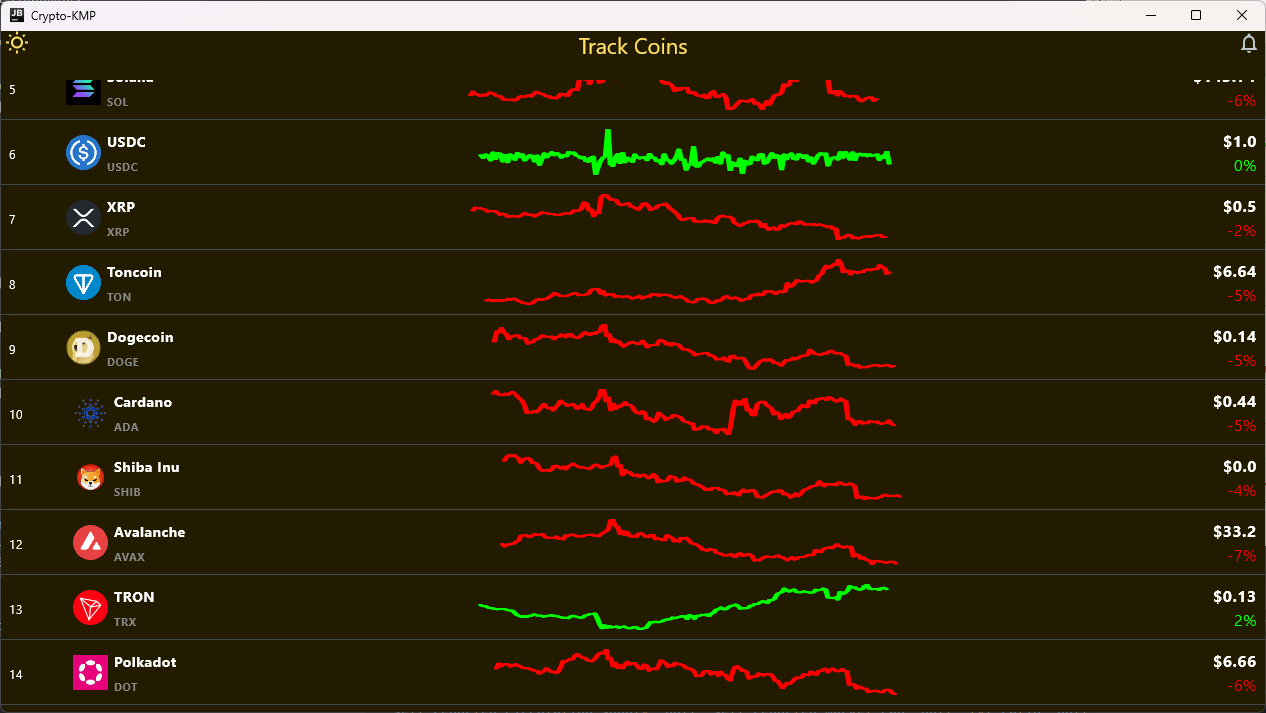 JB
Crypto-KMP
Track Coins
5
SOL
-6%
6
USDC
USDC
$1.0
0%
7
XRP
XRP
$0.5
-2%
8
Toncoin
TON
$6.64
-5%
9
Dogecoin
DOGE
$0.14
-5%
10
Cardano
ADA
$0.44
-5%
11
Shiba Inu
SHIB
$0.0
-4%
12
Avalanche
AVAX
$33.2
-7%
13
TRON
TRX
$0.13
2%
14
Polkadot
DOT
$6.66
-6%